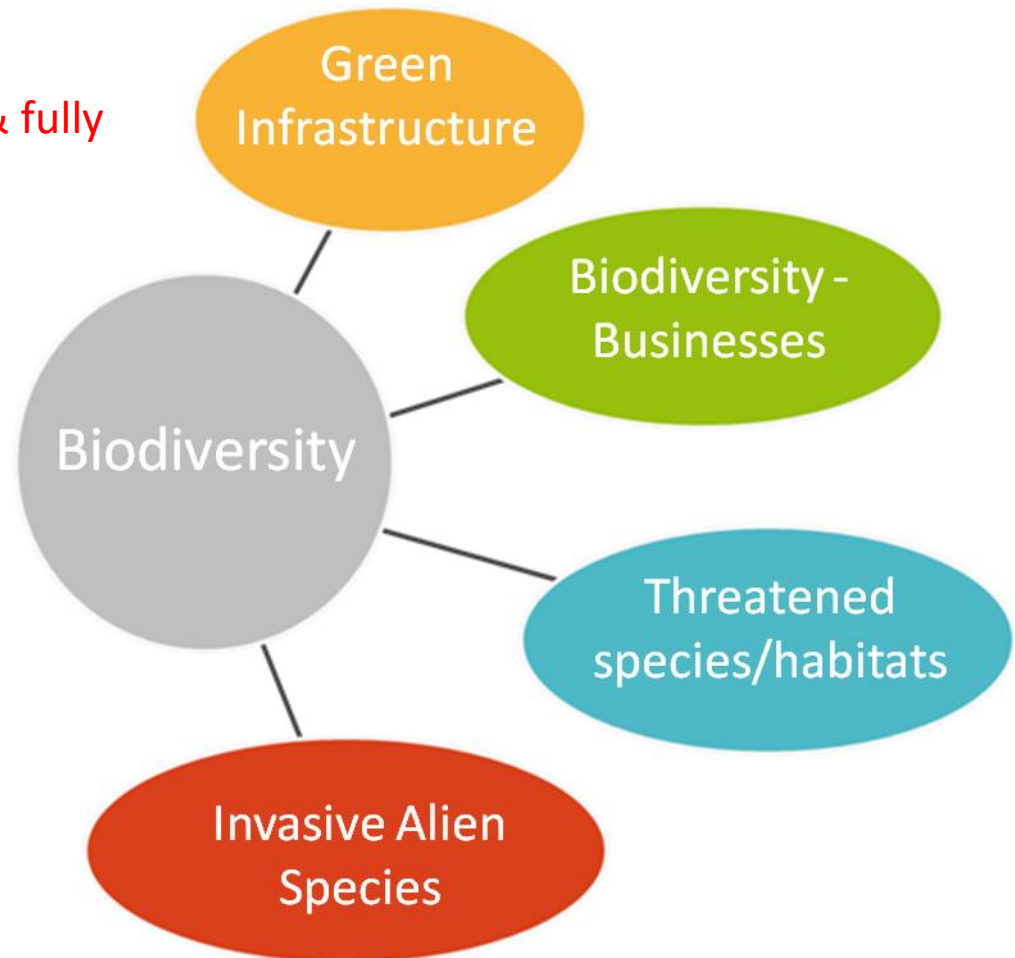 Green
Infrastructure
& fully
Biodiversity -
Businesses
Biodiversity
Threatened
species/habitats
Invasive Alien
Species